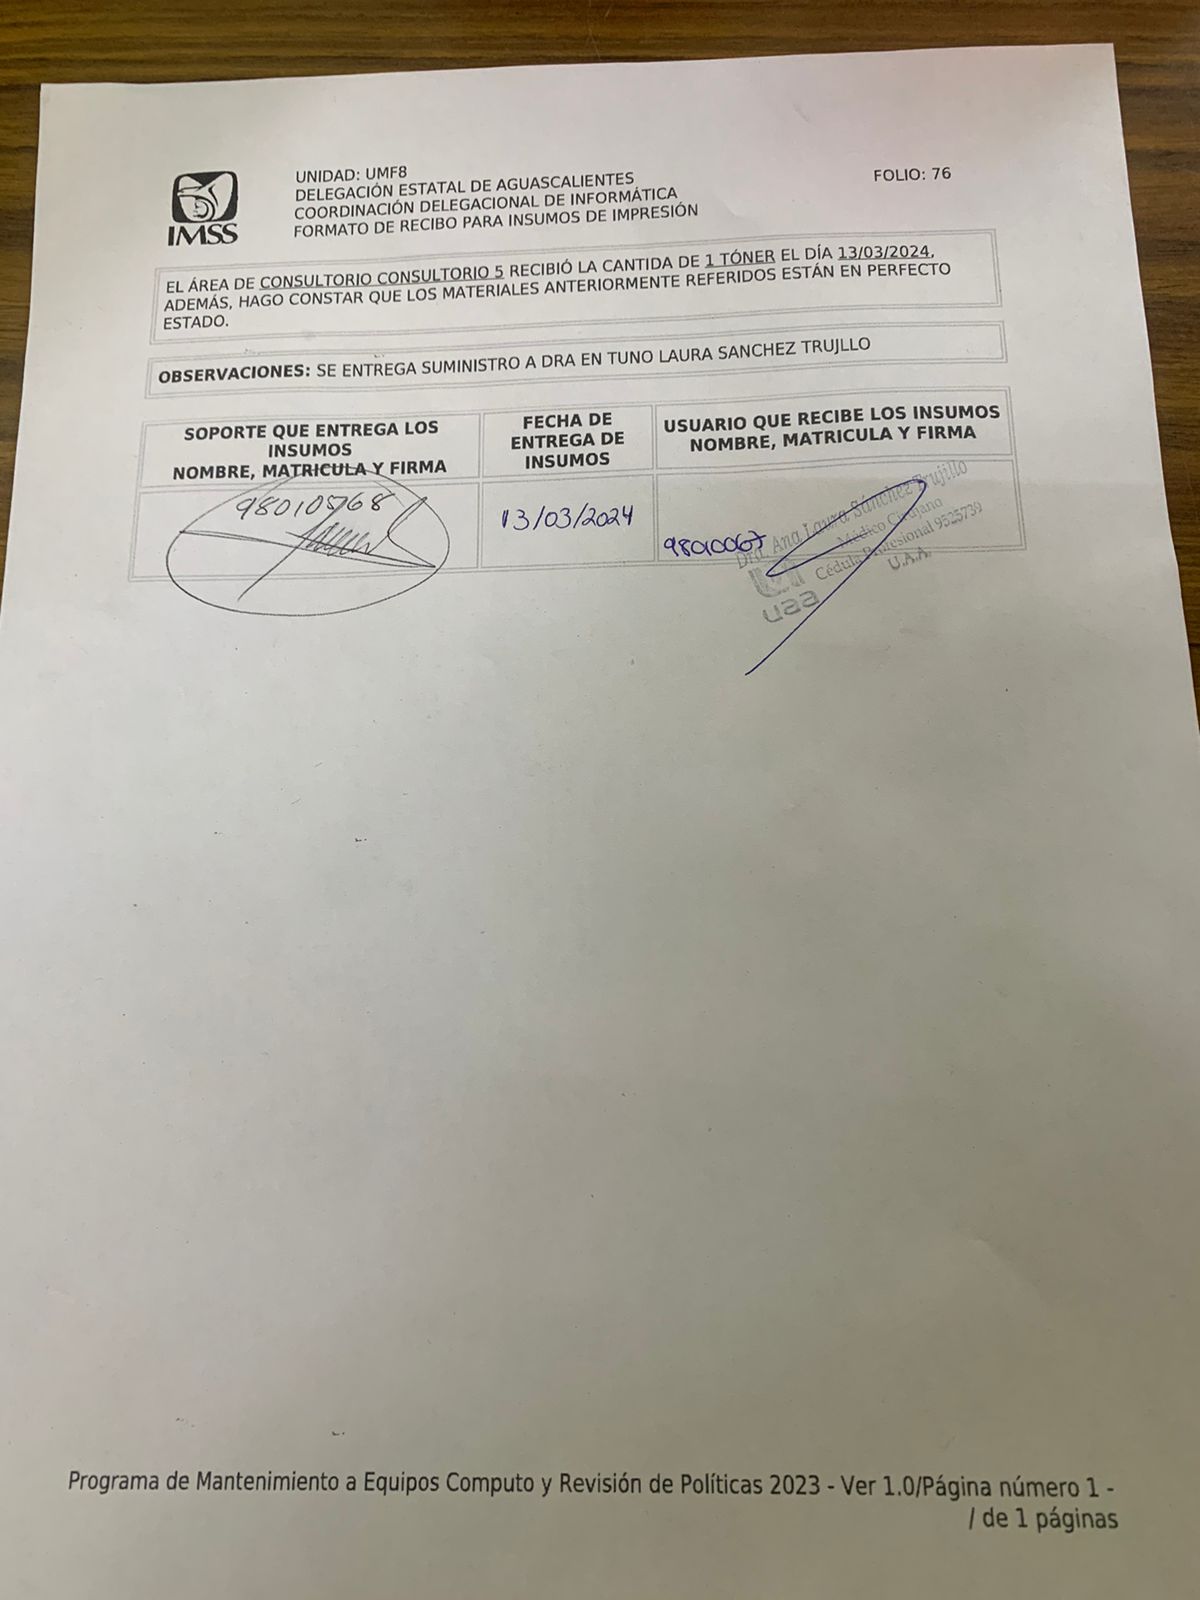 UNIDAD: UMF8
DELEGACIÓN ESTATAL DE AGUASCALIENTES
COORDINACIÓN DELEGACIONAL DE INFORMÁTICA
FORMATO DE RECIBO PARA INSUMOS DE IMPRESIÓN
FOLIO: 76
IMSS
EL ÁREA DE CONSULTORIO CONSULTORIO 5 RECIBIÓ LA CANTIDA DE 1 TÓNER EL DÍA 13/03/2024,
ADEMÁS, HAGO CONSTAR QUE LOS MATERIALES ANTERIORMENTE REFERIDOS ESTÁN EN PERFECTO
ESTADO.
OBSERVACIONES: SE ENTREGA SUMINISTRO A DRA EN TUNO LAURA SANCHEZ TRUJLLO
SOPORTE QUE ENTREGA LOS
INSUMOS
NOMBRE, MATRICULA Y FIRMA
FECHA DE
ENTREGA DE
INSUMOS
USUARIO QUE RECIBE LOS INSUMOS
NOMBRE, MATRICULA Y FIRMA
980105768
13/03/2024
98010067
Dra. Ana Laura Sánchez Trujillo
Médico Cirujano
Cédula Profesional 9525739
U.A.A.
uaa
Programa de Mantenimiento a Equipos Computo y Revisión de Políticas 2023 - Ver 1.0/Página número 1 -
/ de 1 páginas